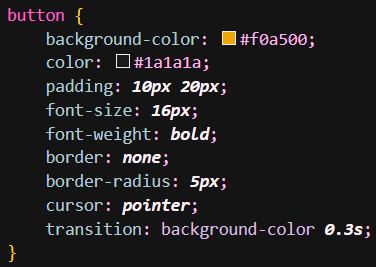 button {
background-color: #f0a500;
color: #1a1a1a;
padding: 10px 20px;
font-size: 16px;
font-weight: bold;
border: none;
border-radius: 5px;
cursor: pointer;
transition: background-color 0.3s;
}